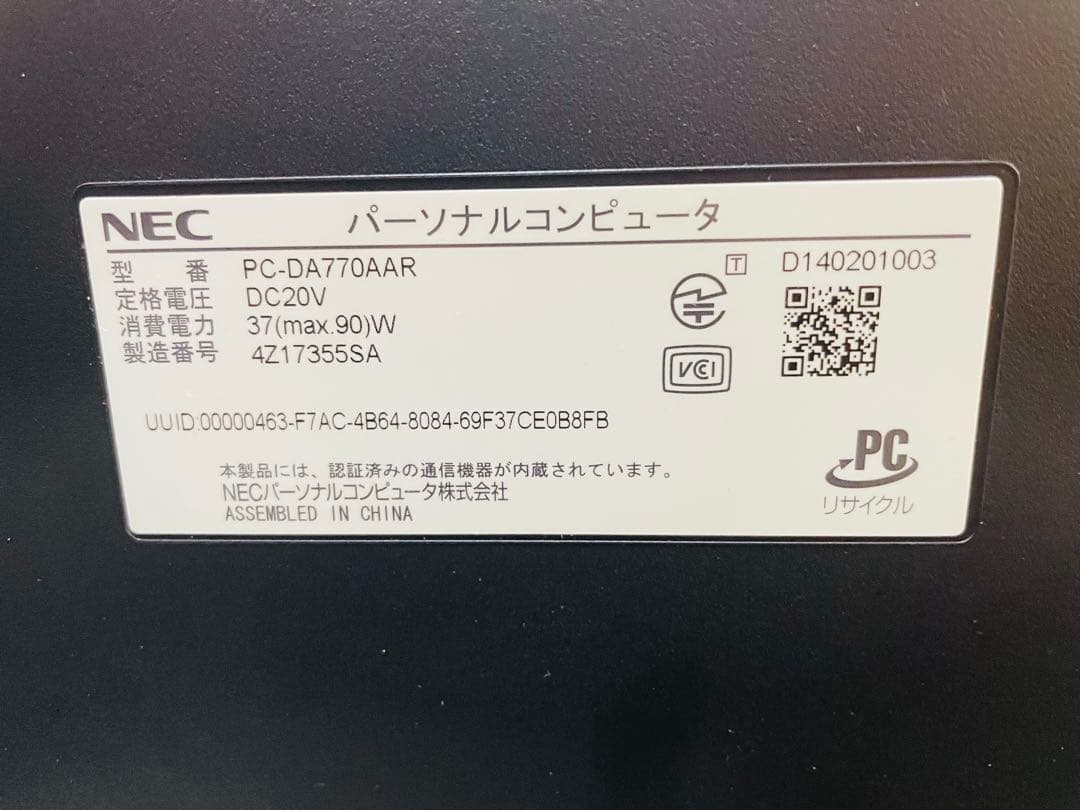 NEC パーソナルコンピュータ
型 番 PC-DA770AAR
定格電圧 DC20V
消費電力 37(max.90)W
製造番号 4Z17355SA
T D140201003
VCCI
UUID:00000463-F7AC-4B64-8084-69F37CE0B8FB
本製品には、認証済みの通信機器が内蔵されています。
NECパーソナルコンピュータ株式会社
ASSEMBLED IN CHINA
PC
リサイクル